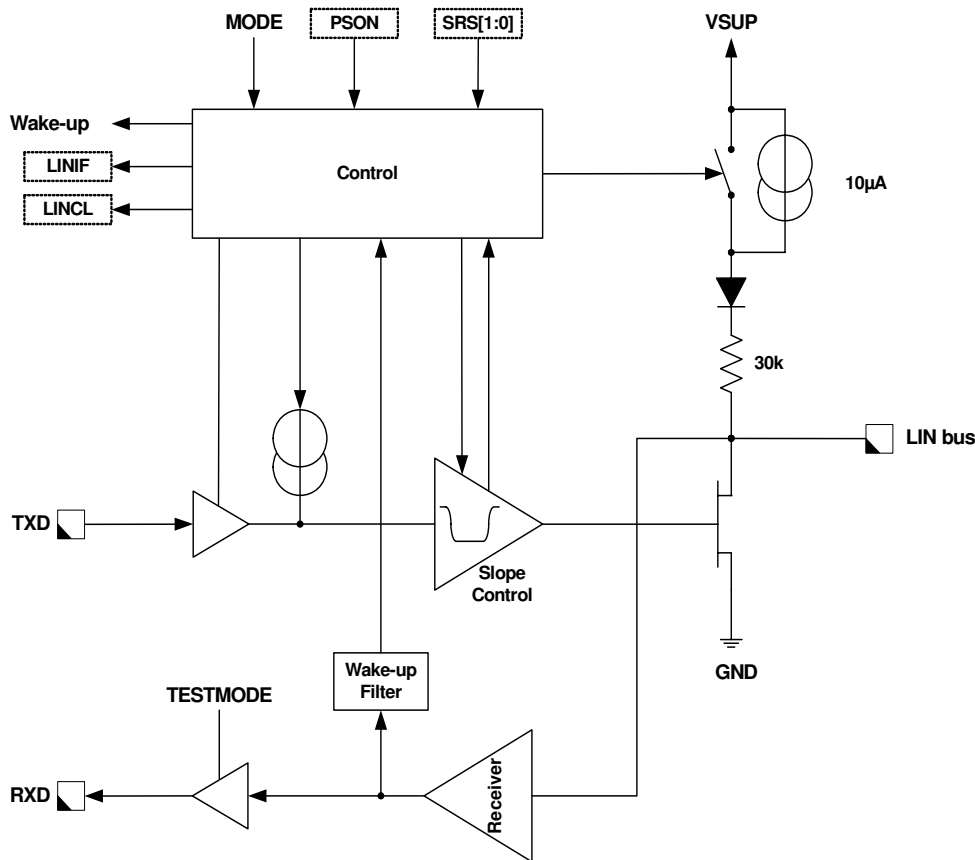 MODE
PSON
SRS[1:0]
VSUP
Wake-up
LINIF
LINCL
Control
10µA
30k
LIN bus
TXD
Slope
Control
GND
Wake-up
Filter
TESTMODE
Receiver
RXD